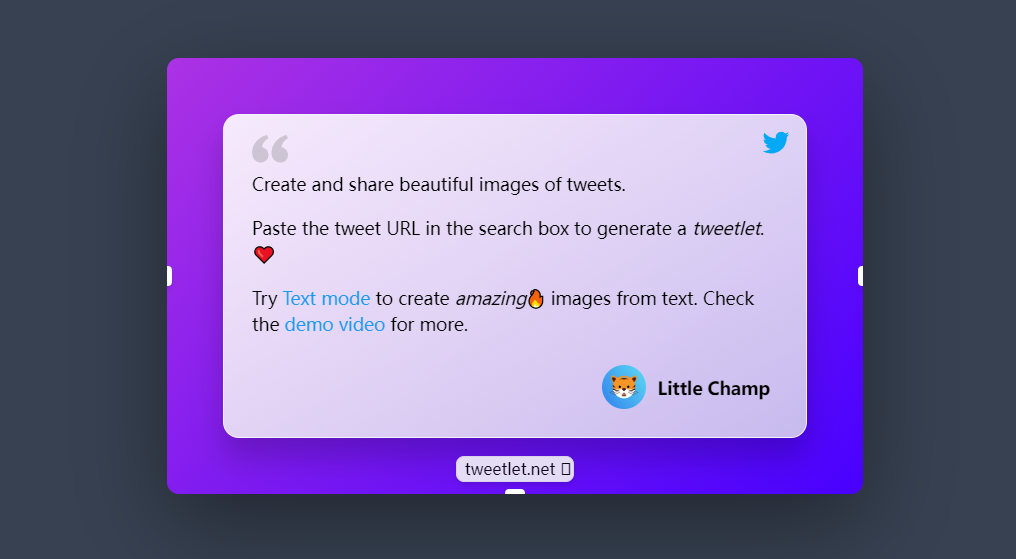 Create and share beautiful images of tweets.
Paste the tweet URL in the search box to generate a tweetlet.
❤️
Try Text mode to create amazing🔥 images from text. Check
the demo video for more.
Little Champ
tweetlet.net